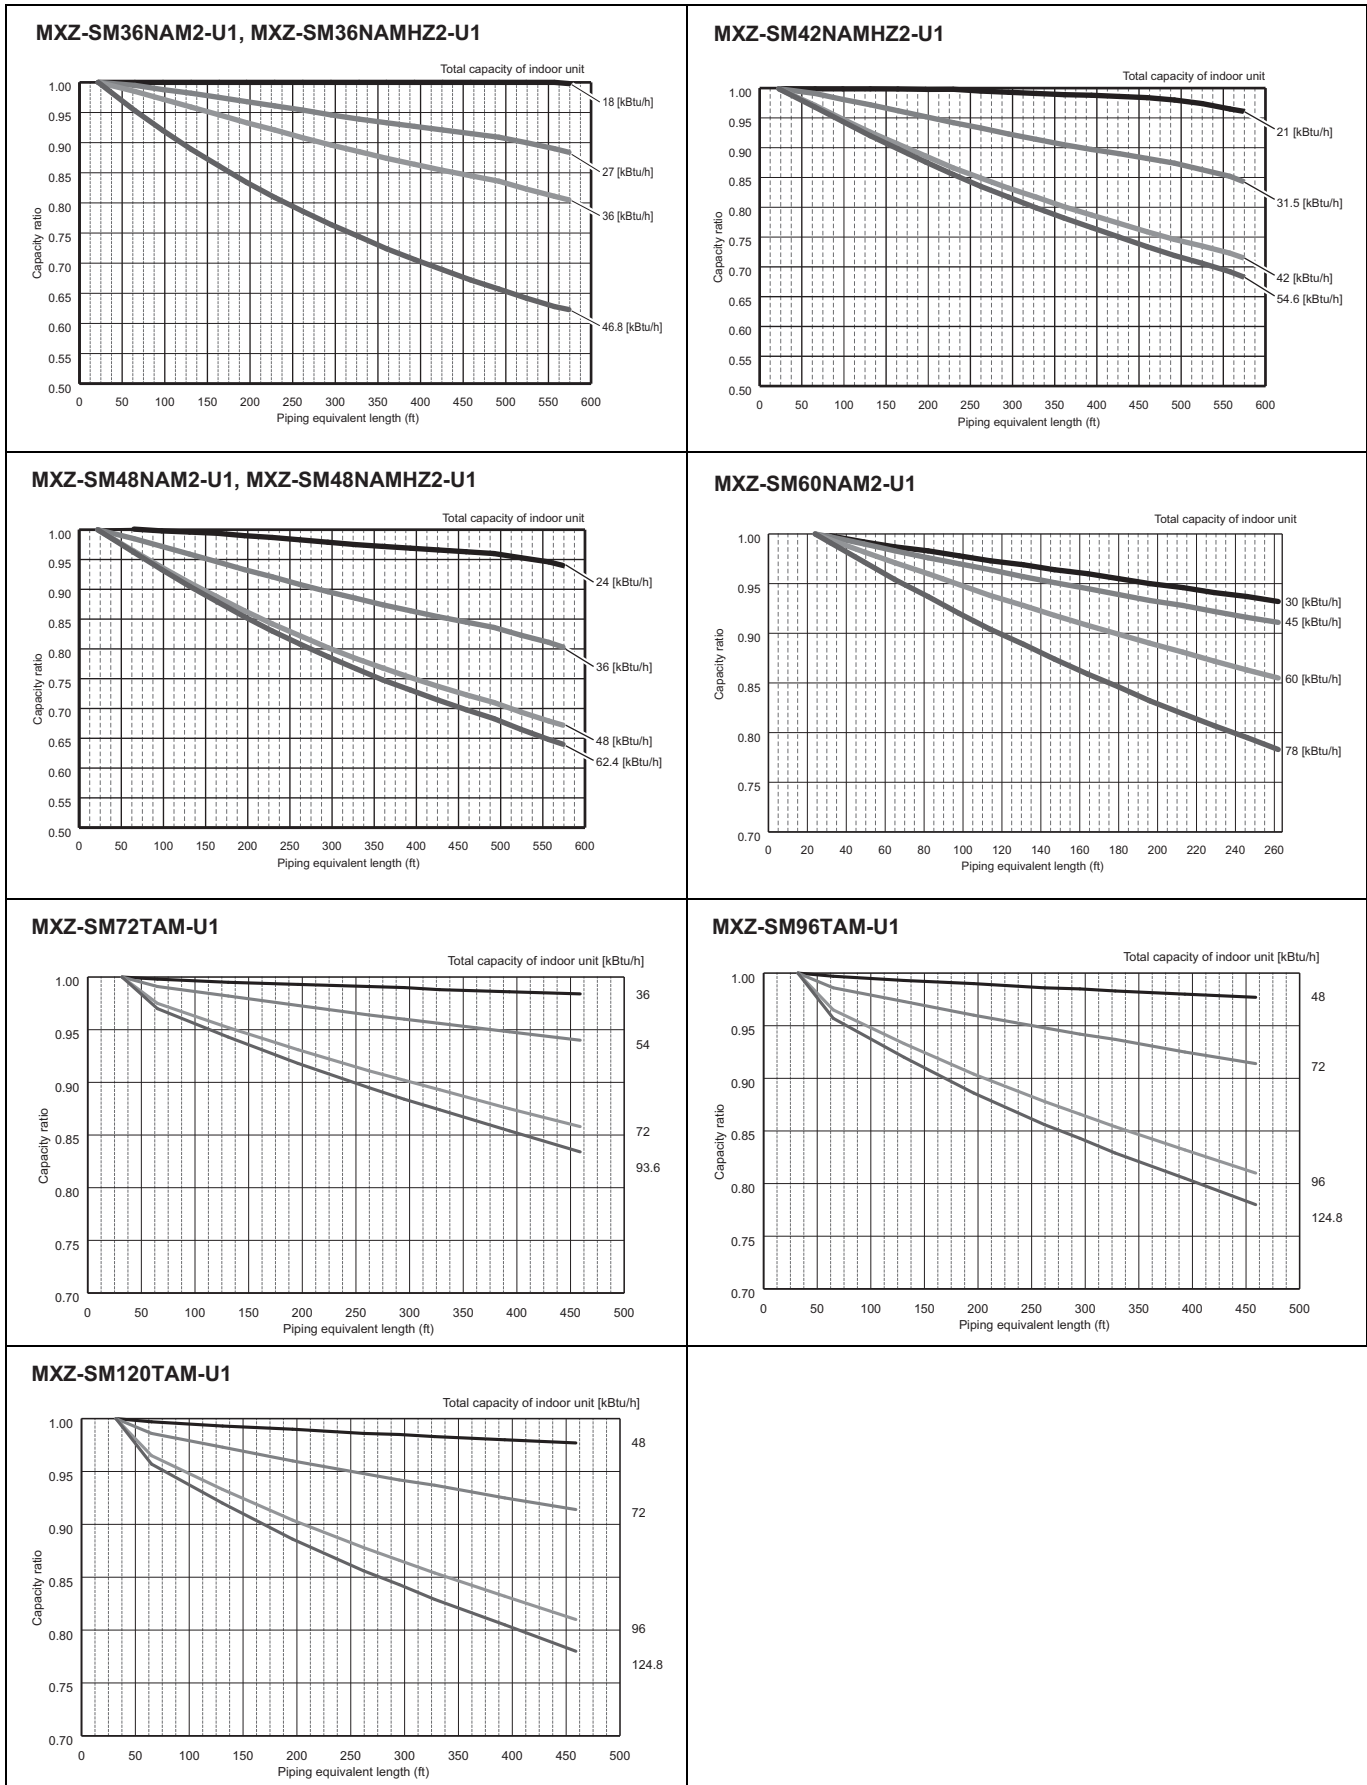 MXZ-SM36NAM2-U1, MXZ-SM36NAMHZ2-U1
Total capacity of indoor unit
1.00
0.95
0.90
0.85
0.80
0.75
0.70
0.65
0.60
0.55
0.50
Capacity ratio
18 [kBtu/h]
27 [kBtu/h]
36 [kBtu/h]
46.8 [kBtu/h]
0 50 100 150 200 250 300 350 400 450 500 550 600
Piping equivalent length (ft)
MXZ-SM42NAMHZ2-U1
Total capacity of indoor unit
1.00
0.95
0.90
0.85
0.80
0.75
0.70
0.65
0.60
0.55
0.50
Capacity ratio
21 [kBtu/h]
31.5 [kBtu/h]
42 [kBtu/h]
54.6 [kBtu/h]
0 50 100 150 200 250 300 350 400 450 500 550 600
Piping equivalent length (ft)
MXZ-SM48NAM2-U1, MXZ-SM48NAMHZ2-U1
Total capacity of indoor unit
1.00
0.95
0.90
0.85
0.80
0.75
0.70
0.65
0.60
0.55
0.50
Capacity ratio
24 [kBtu/h]
36 [kBtu/h]
48 [kBtu/h]
62.4 [kBtu/h]
0 50 100 150 200 250 300 350 400 450 500 550 600
Piping equivalent length (ft)
MXZ-SM60NAM2-U1
Total capacity of indoor unit
1.00
0.95
0.90
0.85
0.80
0.75
0.70
Capacity ratio
30 [kBtu/h]
45 [kBtu/h]
60 [kBtu/h]
78 [kBtu/h]
0 20 40 60 80 100 120 140 160 180 200 220 240 260
Piping equivalent length (ft)
MXZ-SM72TAM-U1
Total capacity of indoor unit [kBtu/h]
1.00
0.95
0.90
0.85
0.80
0.75
0.70
Capacity ratio
36
54
72
93.6
0 50 100 150 200 250 300 350 400 450 500
Piping equivalent length (ft)
MXZ-SM96TAM-U1
Total capacity of indoor unit [kBtu/h]
1.00
0.95
0.90
0.85
0.80
0.75
0.70
Capacity ratio
48
72
96
124.8
0 50 100 150 200 250 300 350 400 450 500
Piping equivalent length (ft)
MXZ-SM120TAM-U1
Total capacity of indoor unit [kBtu/h]
1.00
0.95
0.90
0.85
0.80
0.75
0.70
Capacity ratio
48
72
96
124.8
0 50 100 150 200 250 300 350 400 450 500
Piping equivalent length (ft)